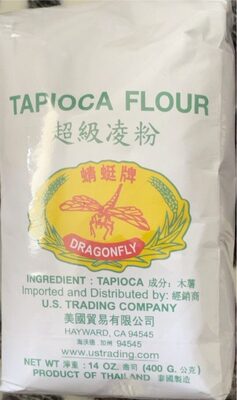 TAPIOCA FLOUR
超級凌粉
蜻蜓牌
DRAGONFLY
INGREDIENT : TAPIOCA 成分: 木薯
Imported and Distributed by: 經銷商
U.S. TRADING COMPANY
美國貿易有限公司
HAYWARD, CA 94545
海沃德, 加州 94545
www.ustrading.com
NET WT 淨重 : 14 OZ. 盎司 (400 G. 公克)
PRODUCT OF THAILAND 泰國製造